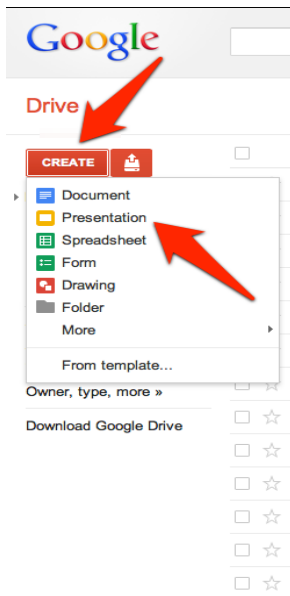 Google
Drive
CREATE
Document
Presentation
Spreadsheet
Form
Drawing
Folder
More
From template...
Owner, type, more »
Download Google Drive